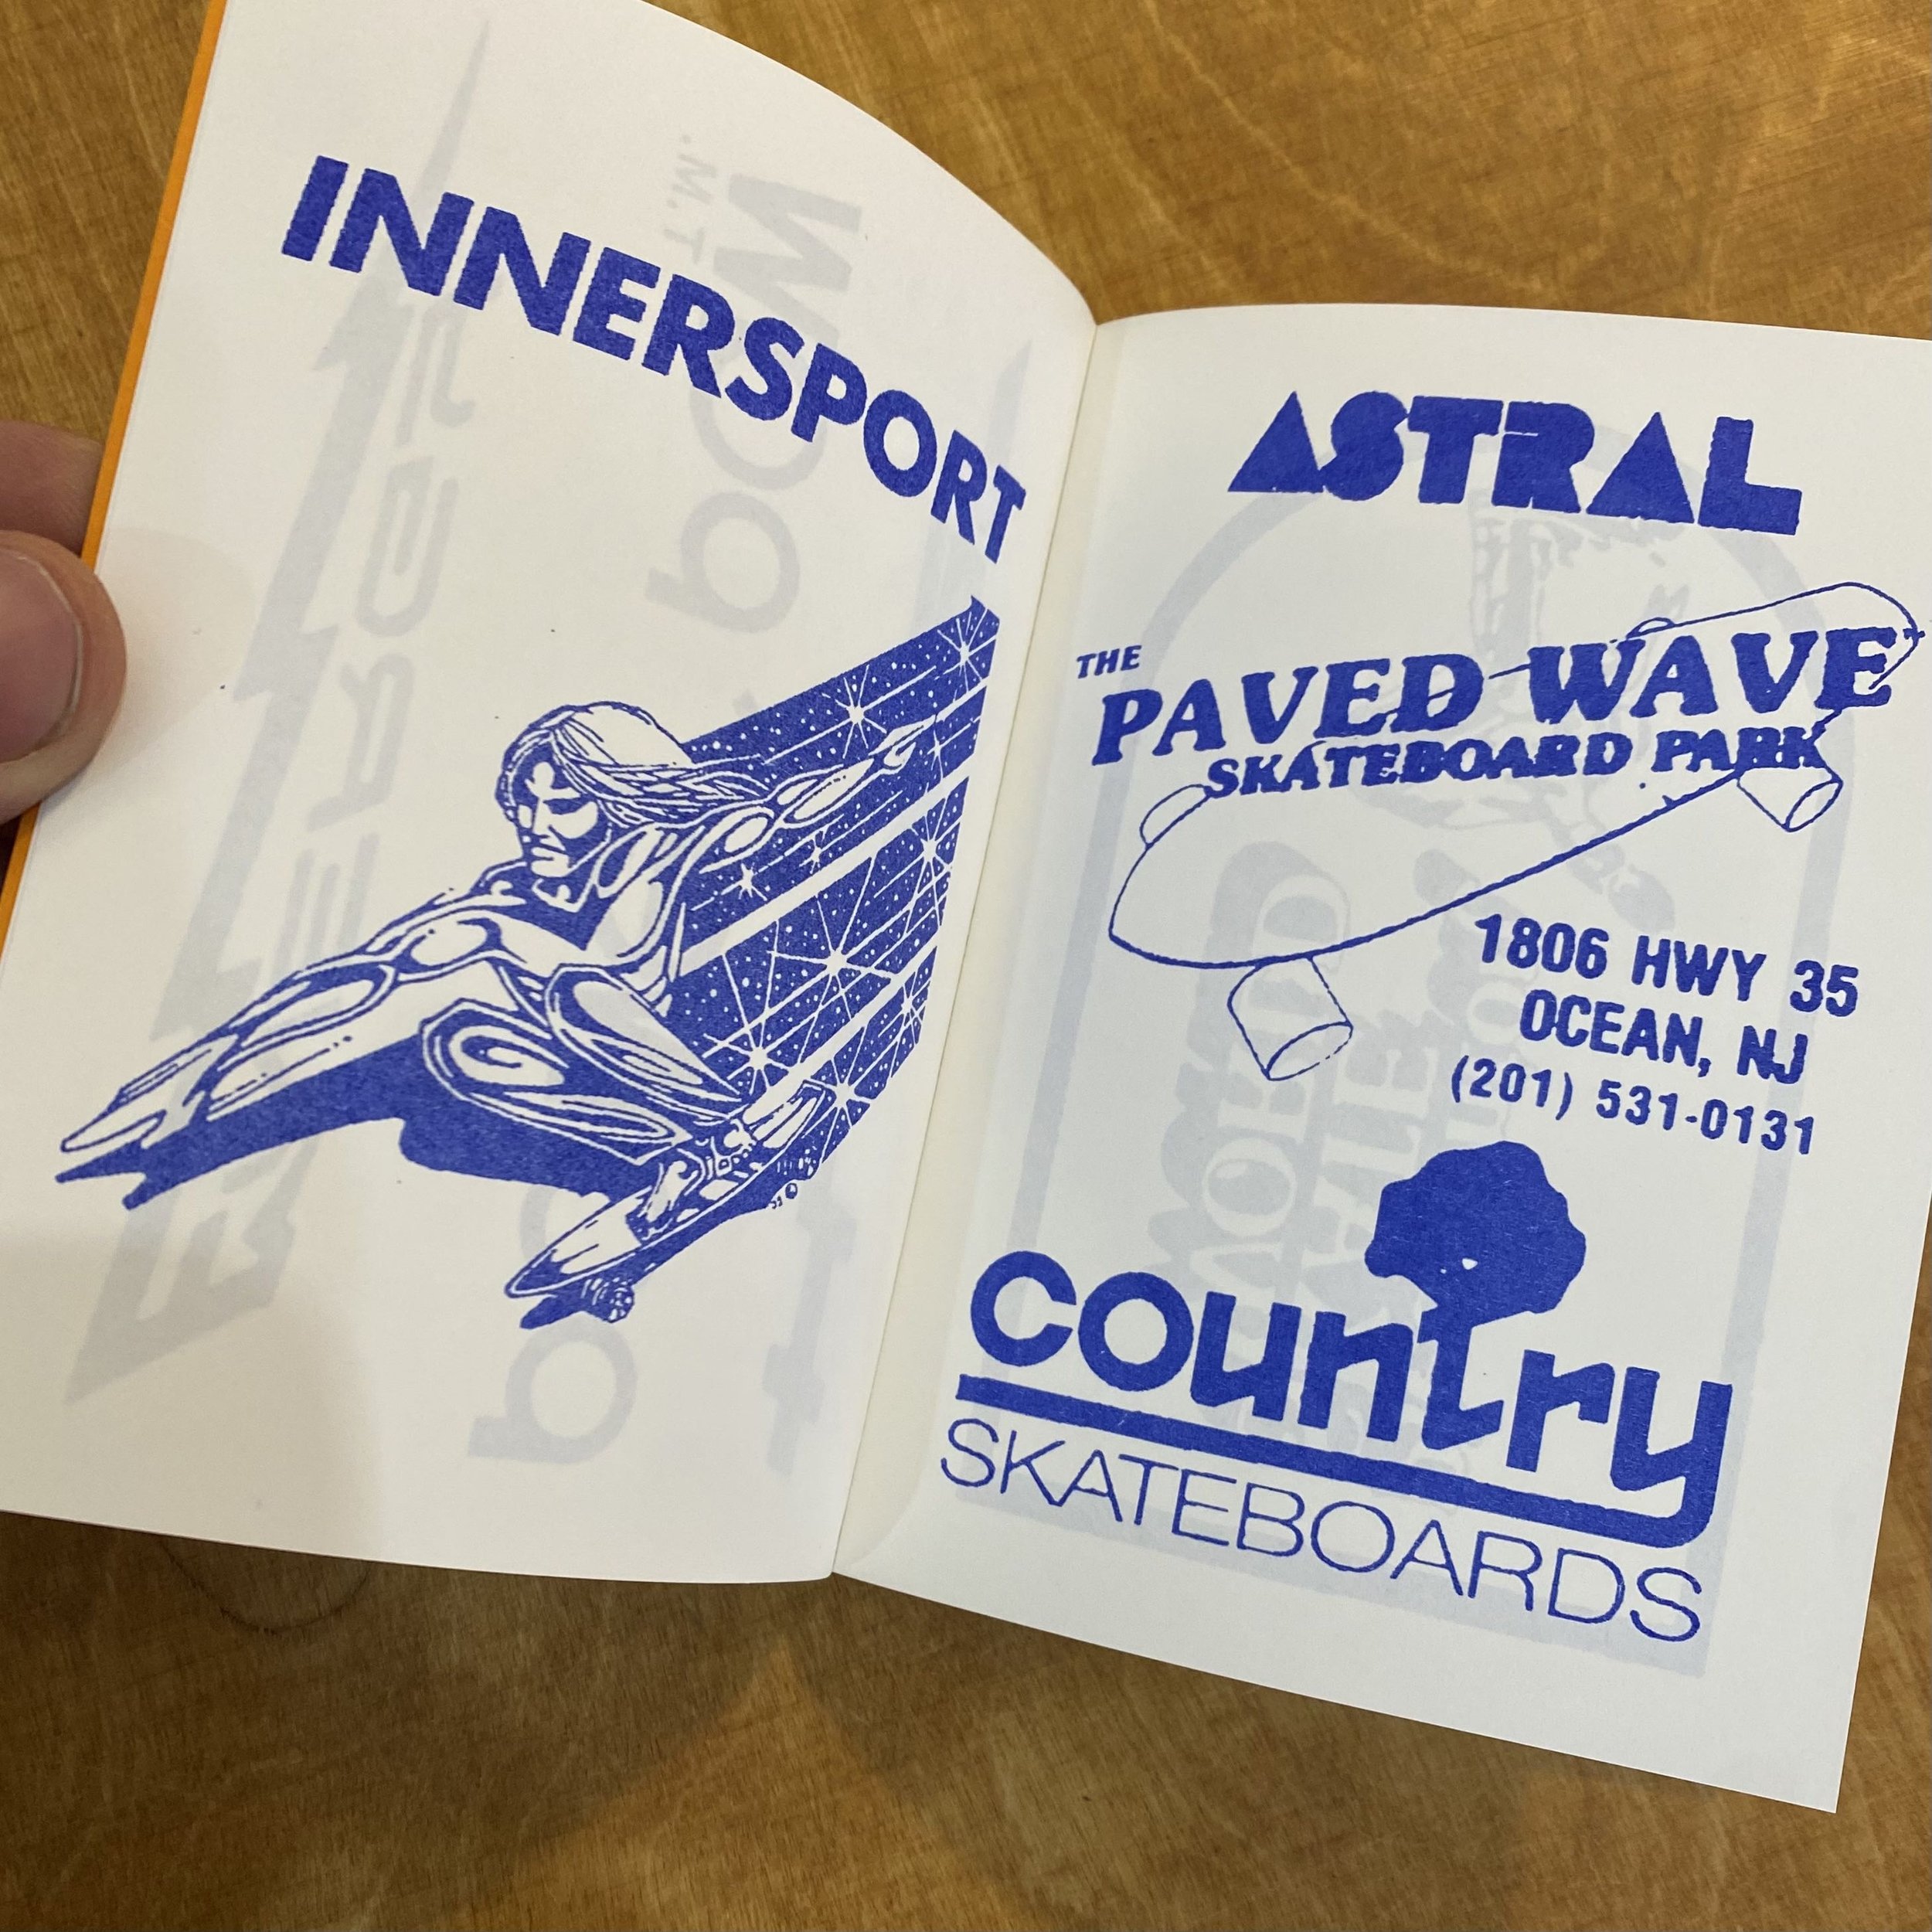 INNERSPORT
ASTRAL
THE
PAVED WAVE
SKATEBOARD PARK
1806 HWY 35
OCEAN, NJ
(201) 531-0131
country
SKATEBOARDS